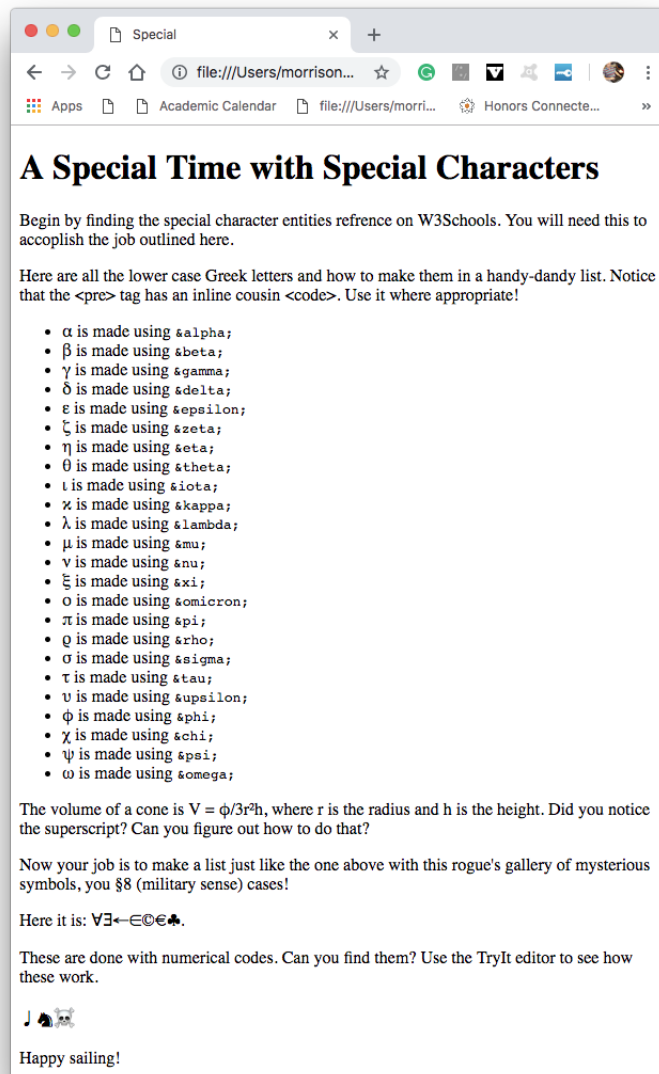 Special
file:///Users/morrison...
Apps
Academic Calendar
file:///Users/morri...
Honors Connecte...
»
A Special Time with Special Characters
Begin by finding the special character entities refrence on W3Schools. You will need this to
accoplish the job outlined here.
Here are all the lower case Greek letters and how to make them in a handy-dandy list. Notice
that the <pre> tag has an inline cousin <code>. Use it where appropriate!
• α is made using &alpha;
• β is made using &beta;
• γ is made using &gamma;
• δ is made using &delta;
• ε is made using &epsilon;
• ζ is made using &zeta;
• η is made using &eta;
• θ is made using &theta;
• ι is made using &iota;
• ϰ is made using &kappa;
• λ is made using &lambda;
• μ is made using &mu;
• ν is made using &nu;
• ξ is made using &xi;
• ο is made using &omicron;
• π is made using &pi;
• ϱ is made using &rho;
• σ is made using &sigma;
• τ is made using &tau;
• υ is made using &upsilon;
• ϕ is made using &phi;
• χ is made using &chi;
• ψ is made using &psi;
• ω is made using &omega;
The volume of a cone is V = ϕ/3r²h, where r is the radius and h is the height. Did you notice
the superscript? Can you figure out how to do that?
Now your job is to make a list just like the one above with this rogue's gallery of mysterious
symbols, you §8 (military sense) cases!
Here it is: ∀∃←∈©€♣.
These are done with numerical codes. Can you find them? Use the TryIt editor to see how
these work.
♩♞☠
Happy sailing!